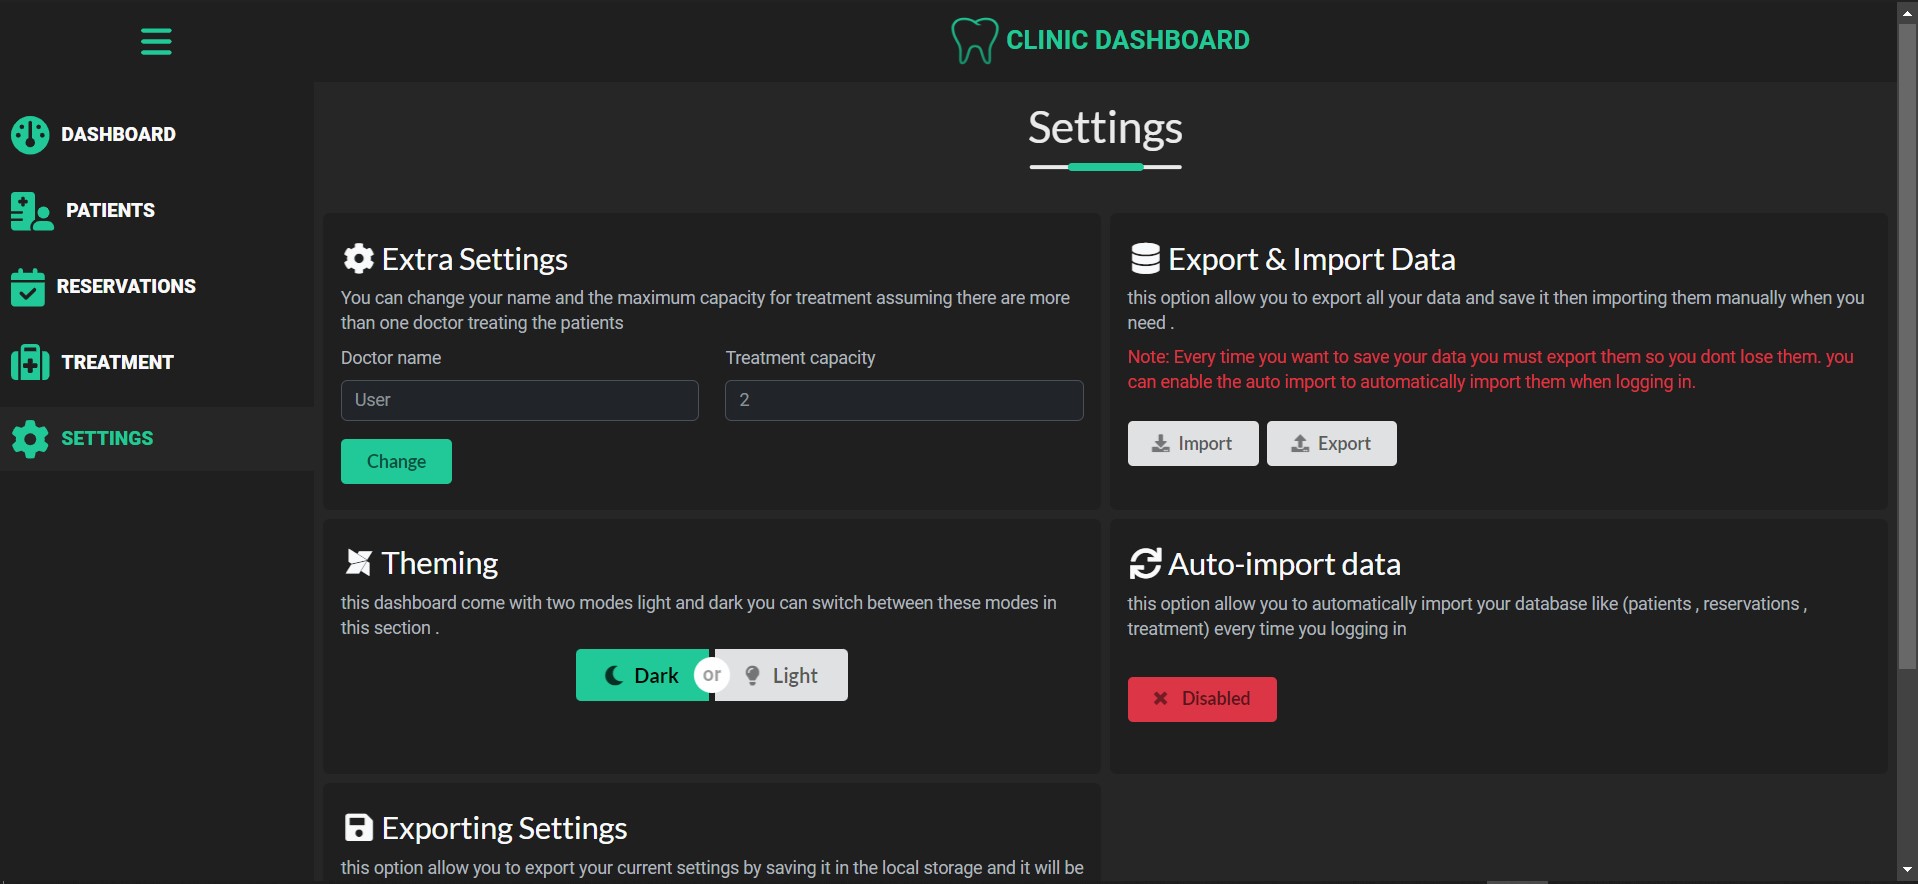 CLINIC DASHBOARD
DASHBOARD
PATIENTS
RESERVATIONS
TREATMENT
SETTINGS
Settings
Extra Settings
You can change your name and the maximum capacity for treatment assuming there are more
than one doctor treating the patients
Doctor name
Treatment capacity
User
2
Change
Export & Import Data
this option allow you to export all your data and save it then importing them manually when you
need .
Note: Every time you want to save your data you must export them so you dont lose them. you
can enable the auto import to automatically import them when logging in.
Import
Export
Theming
this dashboard come with two modes light and dark you can switch between these modes in
this section .
Dark
or
Light
Auto-import data
this option allow you to automatically import your database like (patients , reservations ,
treatment) every time you logging in
Disabled
Exporting Settings
this option allow you to export your current settings by saving it in the local storage and it will be